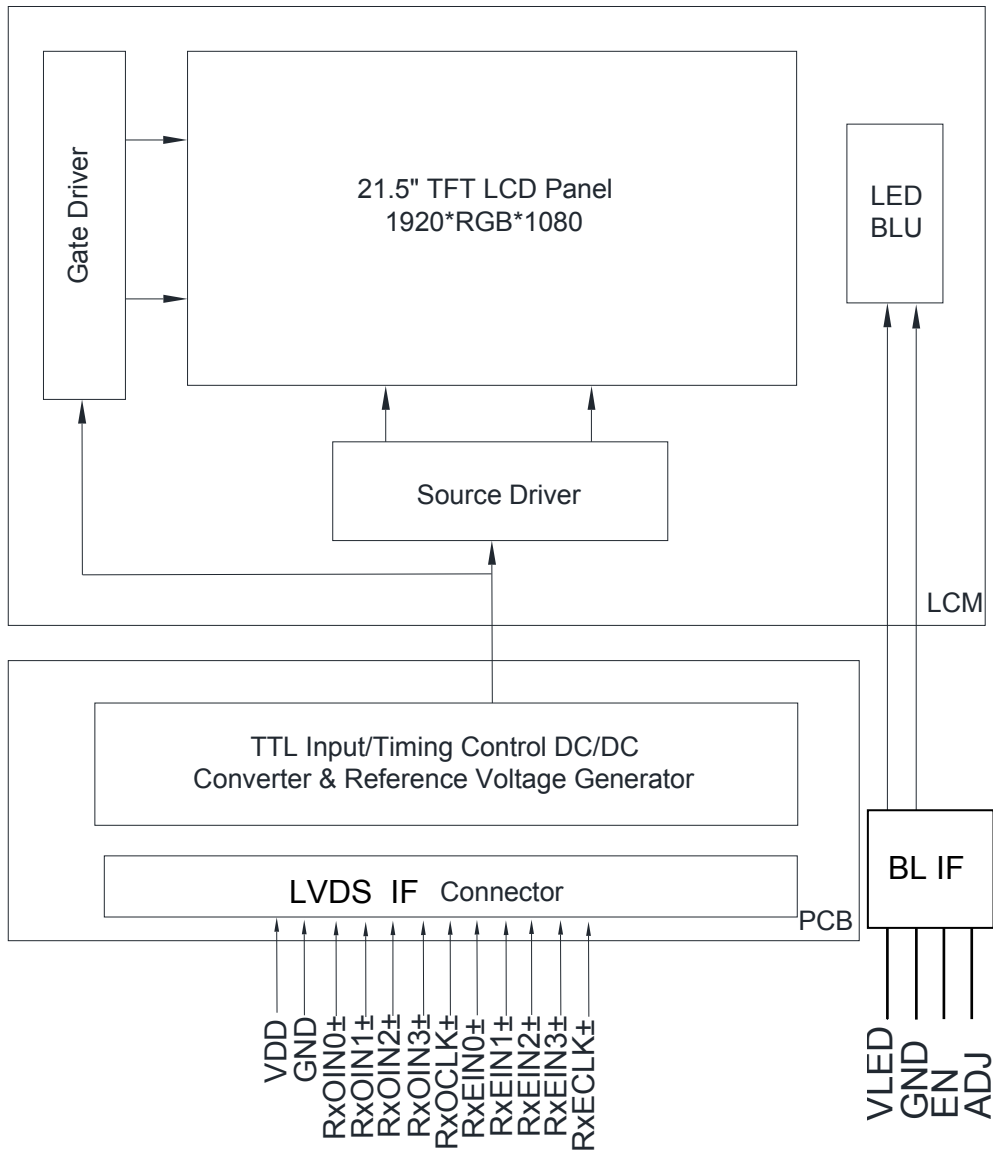 Gate Driver
21.5" TFT LCD Panel
1920*RGB*1080
LED
BLU
Source Driver
LCM
TTL Input/Timing Control DC/DC
Converter & Reference Voltage Generator
BL IF
LVDS IF Connector
PCB
VDD
GND
RxOIN0±
RxOIN1±
RxOIN2±
RxOIN3±
RxOCLK±
RxEIN0±
RxEIN1±
RxEIN2±
RxEIN3±
RxECLK±
VLED
GND
EN
ADJ